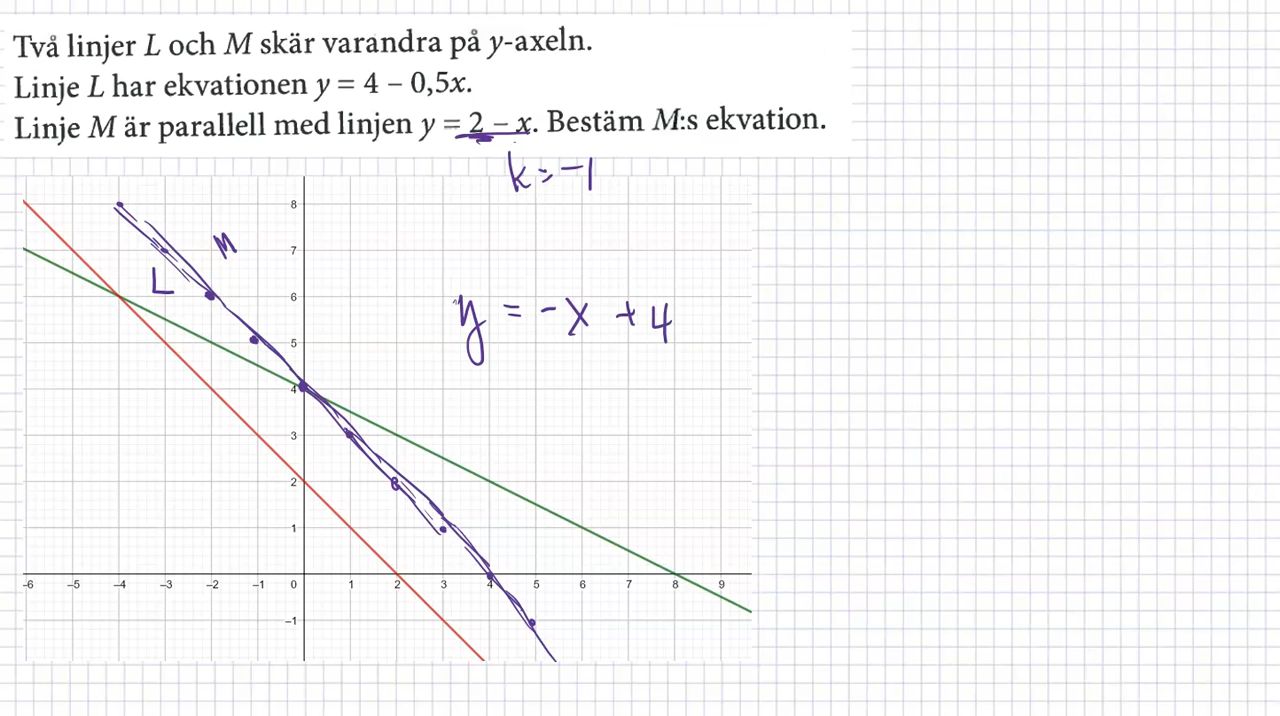 Två linjer L och M skär varandra på y-axeln.
Linje L har ekvationen y = 4 – 0,5x.
Linje M är parallell med linjen y = 2 – x. Bestäm M:s ekvation.
k = -1
8
M
7
L
6
y = -x + 4
5
4
3
2
1
–6 –5 –4 –3 –2 –1 0 1 2 3 4 5 6 7 8 9
–1